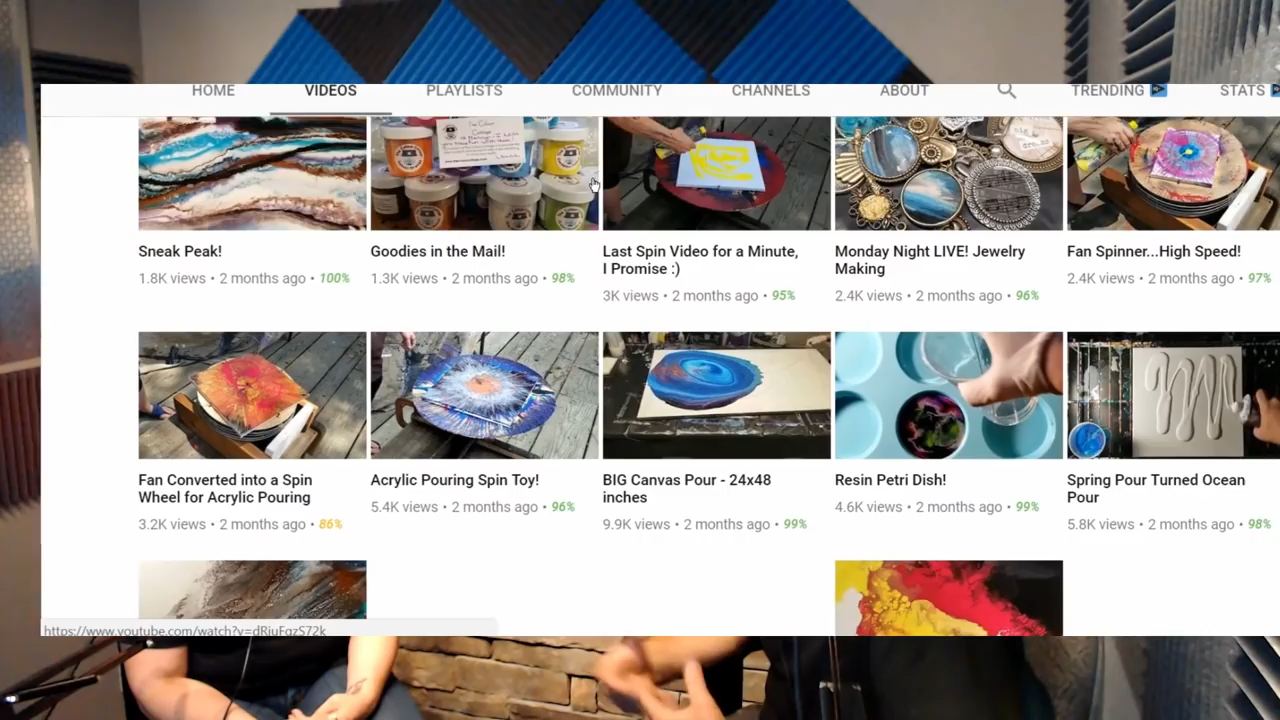 HOME VIDEOS PLAYLISTS COMMUNITY CHANNELS ABOUT TRENDING STATS
Sneak Peak!
1.8K views • 2 months ago • 100%
Goodies in the Mail!
1.3K views • 2 months ago • 98%
Last Spin Video for a Minute,
I Promise :)
3K views • 2 months ago • 95%
Monday Night LIVE! Jewelry
Making
2.4K views • 2 months ago • 96%
Fan Spinner...High Speed!
2.4K views • 2 months ago • 97%
Fan Converted into a Spin
Wheel for Acrylic Pouring
3.2K views • 2 months ago • 86%
Acrylic Pouring Spin Toy!
5.4K views • 2 months ago • 96%
BIG Canvas Pour - 24x48
inches
9.9K views • 2 months ago • 99%
Resin Petri Dish!
4.6K views • 2 months ago • 99%
Spring Pour Turned Ocean
Pour
5.8K views • 2 months ago • 98%
https://www.youtube.com/watch?v=dRjuFqzS72k